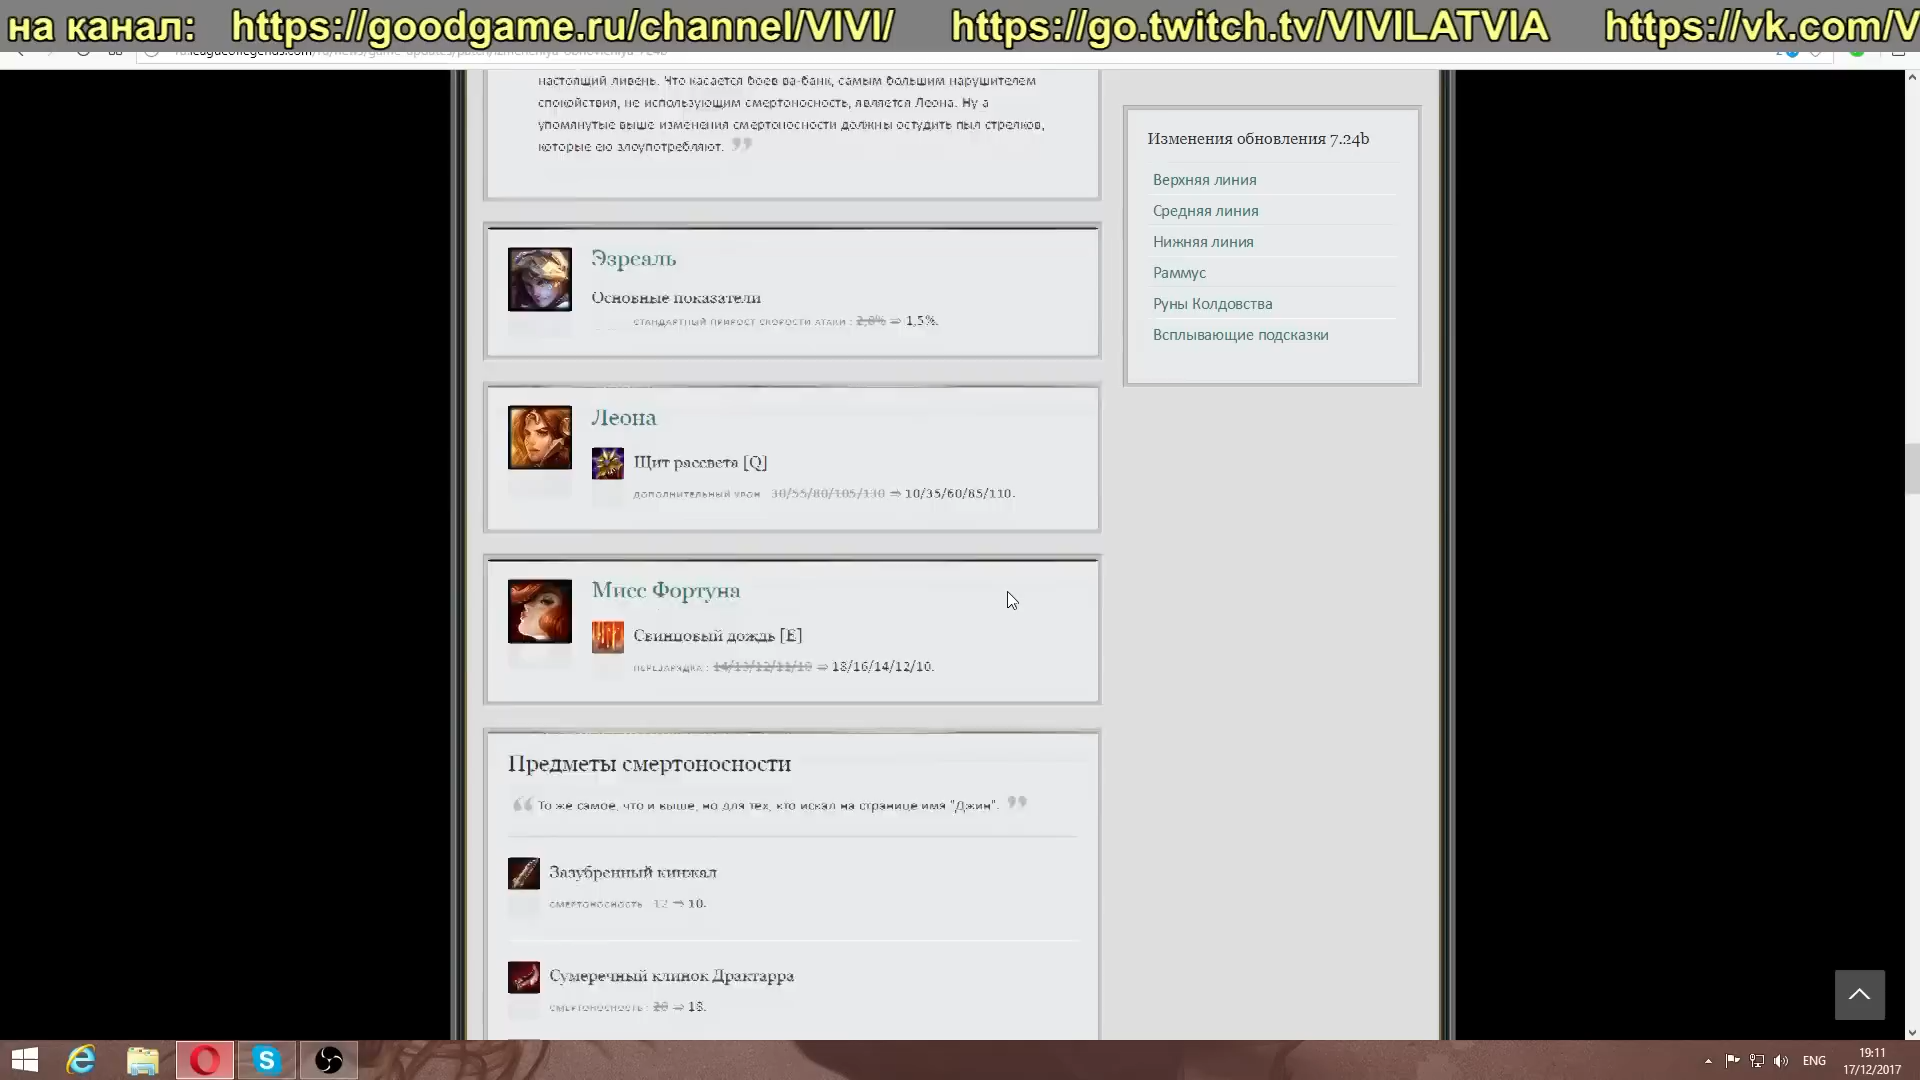 на канал: https://goodgame.ru/channel/VIVI/ https://go.twitch.tv/VIVILATVIA https://vk.com/V
настоящий ливень. Что касается боев ва-банк, самым большим нарушителем
спокойствия, не использующим смертоносность, является Леона. Ну а
упомянутые выше изменения смертоносности должны остудить пыл стрелков,
которые ею злоупотребляют. ”
Эзреаль
Основные показатели
СТАНДАРТНЫЙ ПРИРОСТ СКОРОСТИ АТАКИ : 2,8% ⇒ 1,5%.
Леона
Щит рассвета [Q]
ДОПОЛНИТЕЛЬНЫЙ УРОН 30/55/80/105/130 ⇒ 10/35/60/85/110.
Мисс Фортуна
Свинцовый дождь [E]
ПЕРЕЗАРЯДКА : 14/13/12/11/10 ⇒ 18/16/14/12/10.
Предметы смертоносности
“ То же самое, что и выше, но для тех, кто искал на странице имя "Джин". ”
Зазубренный кинжал
СМЕРТОНОСНОСТЬ 12 ⇒ 10.
Сумеречный клинок Драктарра
СМЕРТОНОСНОСТЬ : 20 ⇒ 18.
Изменения обновления 7.24b
Верхняя линия
Средняя линия
Нижняя линия
Раммус
Руны Колдовства
Всплывающие подсказки
ENG
19:11
17/12/2017